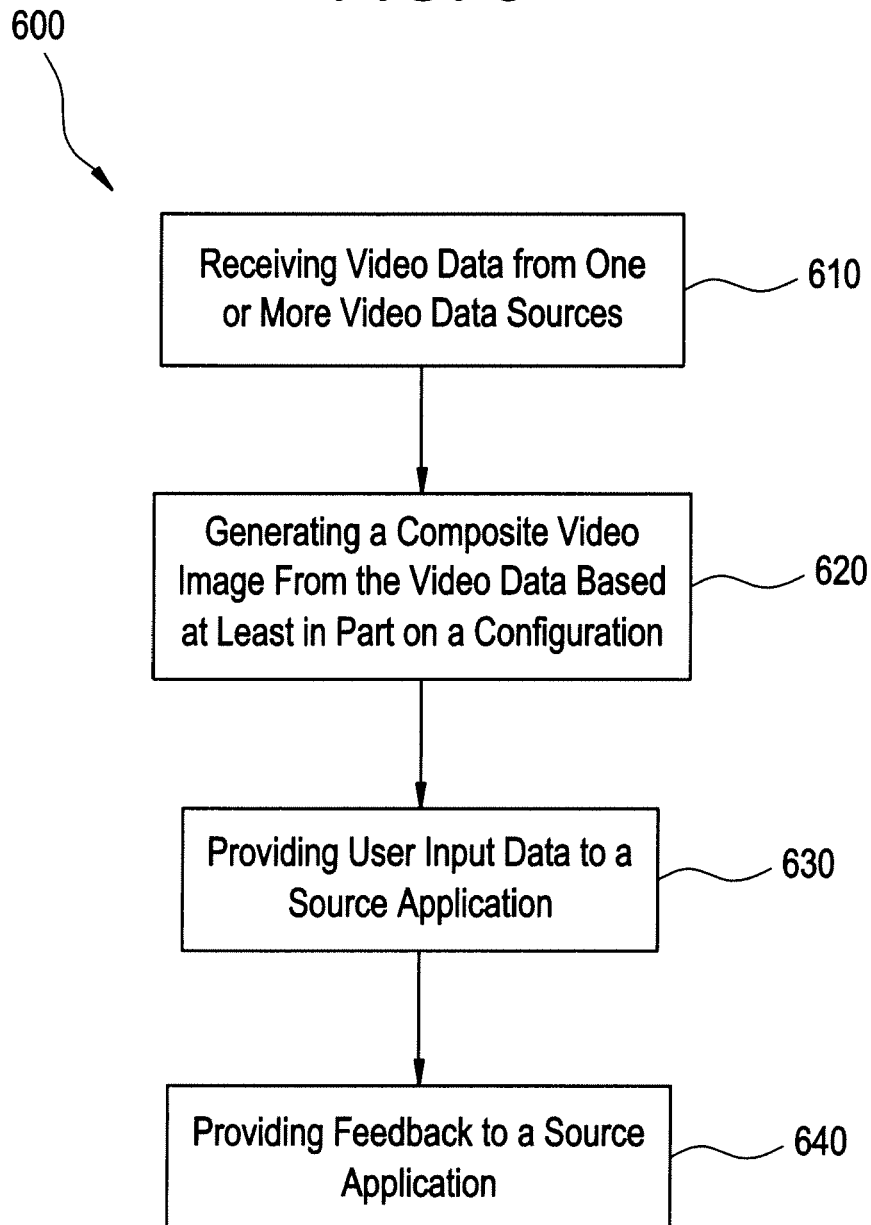 600
Receiving Video Data from One
or More Video Data Sources
610
Generating a Composite Video
Image From the Video Data Based
at Least in Part on a Configuration
620
Providing User Input Data to a
Source Application
630
Providing Feedback to a Source
Application
640